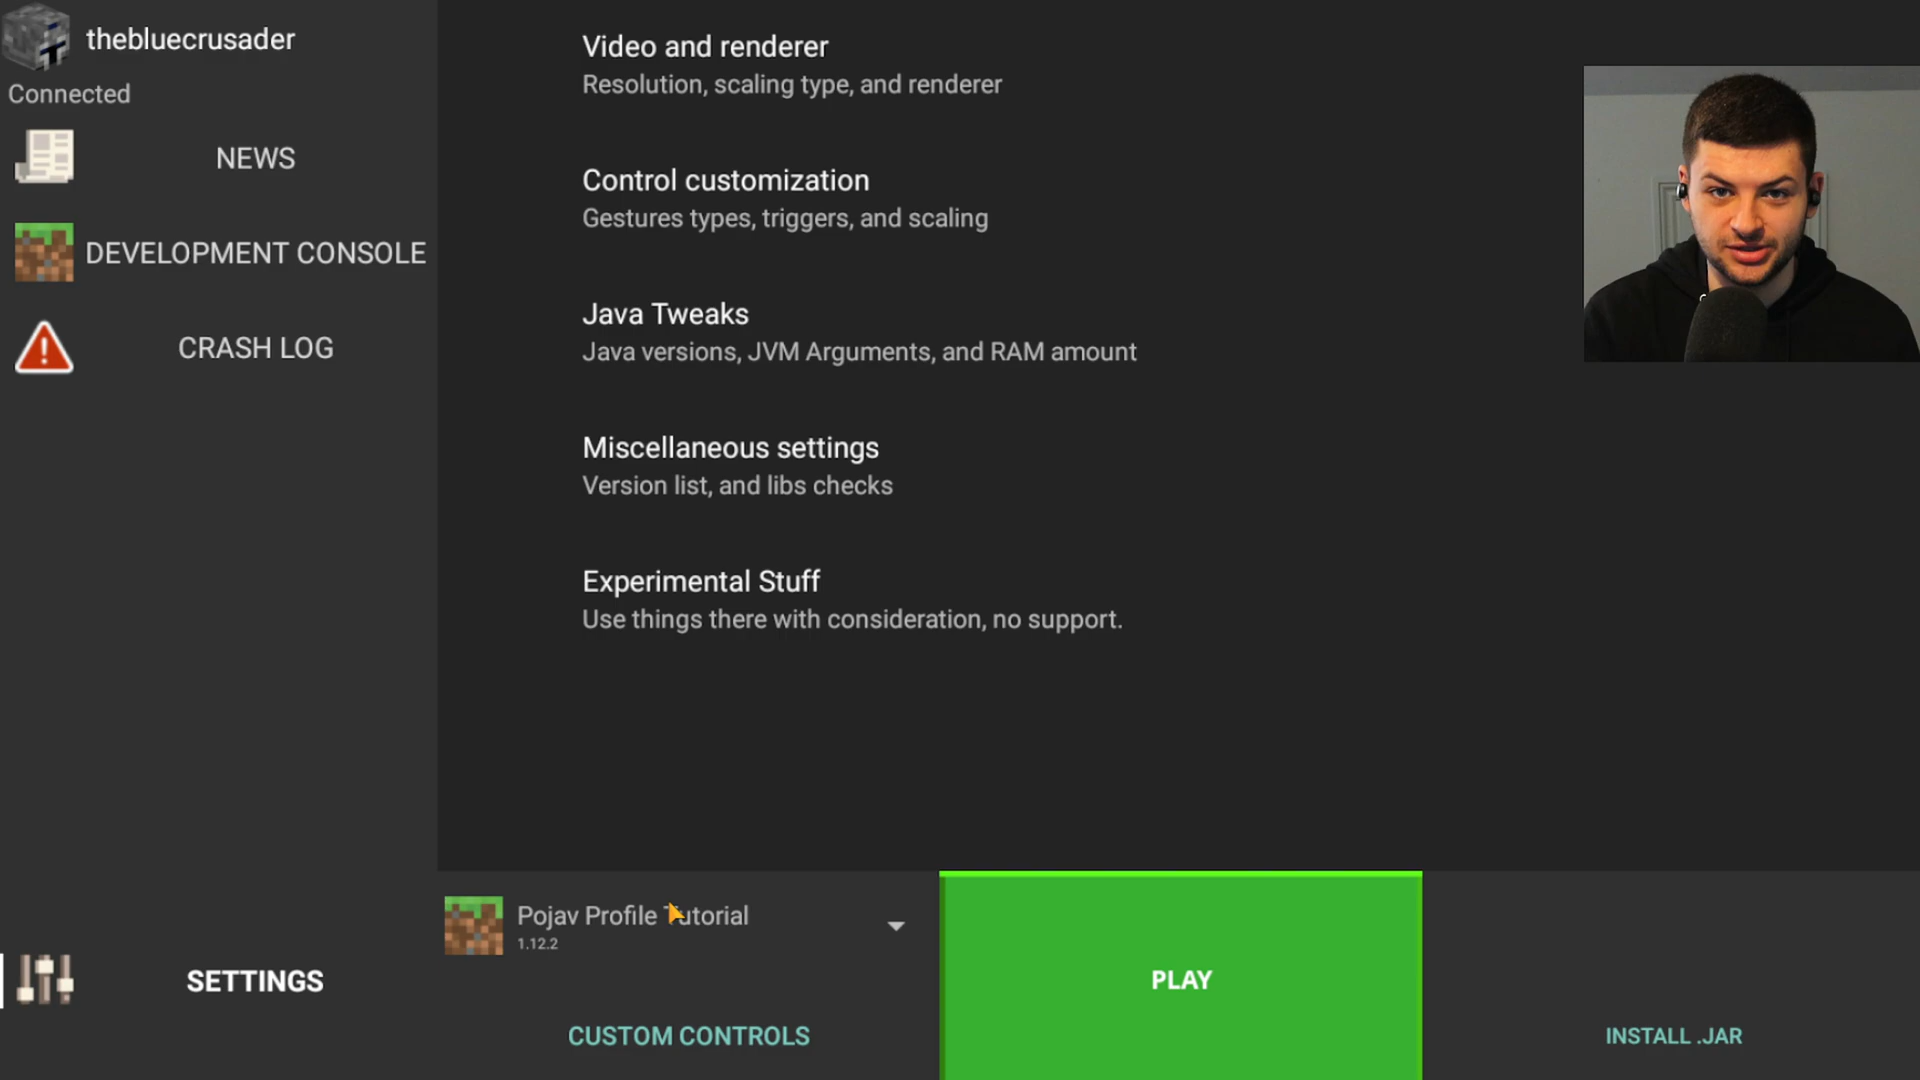 thebluecrusader
Connected
NEWS
DEVELOPMENT CONSOLE
CRASH LOG
SETTINGS
Video and renderer
Resolution, scaling type, and renderer
Control customization
Gestures types, triggers, and scaling
Java Tweaks
Java versions, JVM Arguments, and RAM amount
Miscellaneous settings
Version list, and libs checks
Experimental Stuff
Use things there with consideration, no support.
Pojav Profile Tutorial
1.12.2
CUSTOM CONTROLS
PLAY
INSTALL .JAR